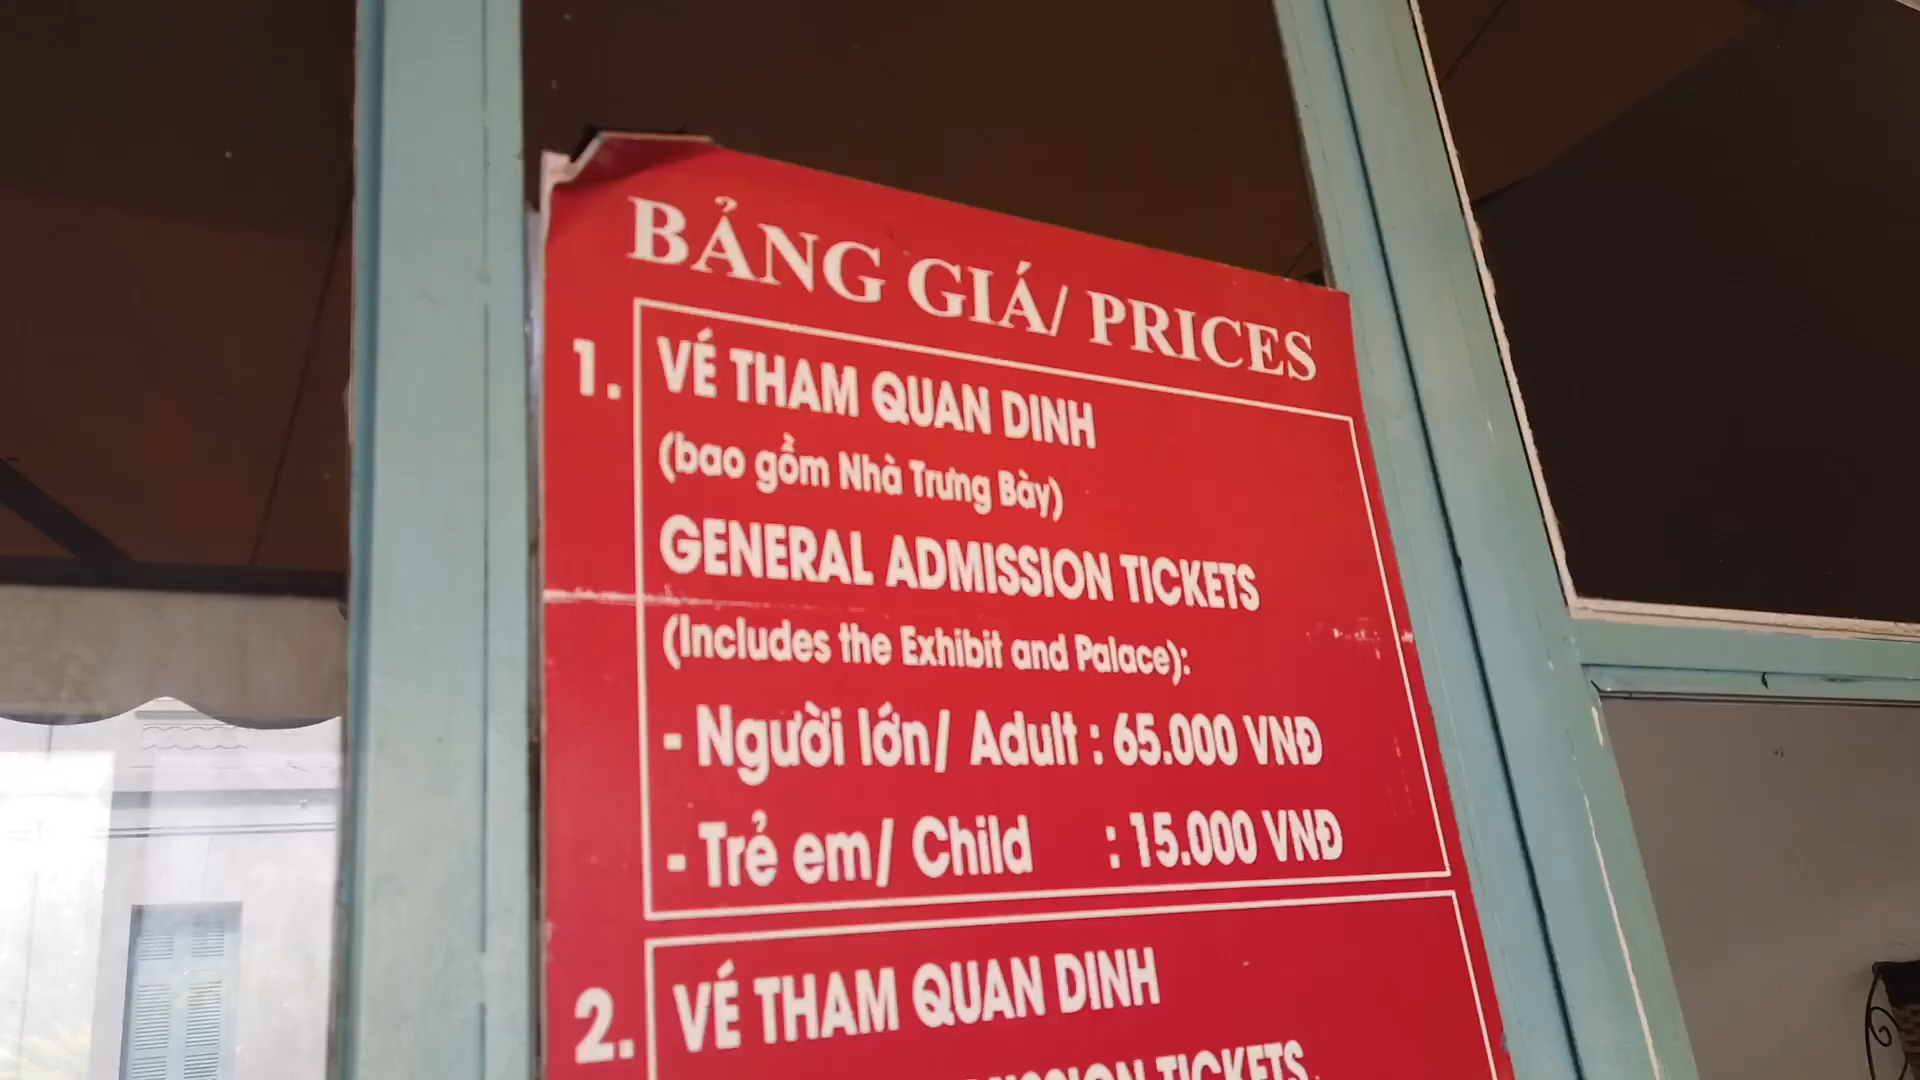 BẢNG GIÁ/ PRICES
1. VÉ THAM QUAN DINH
(bao gồm Nhà Trưng Bày)
GENERAL ADMISSION TICKETS
(Includes the Exhibit and Palace):
- Người lớn/ Adult : 65.000 VNĐ
- Trẻ em/ Child : 15.000 VNĐ
2. VÉ THAM QUAN DINH
TICKETS